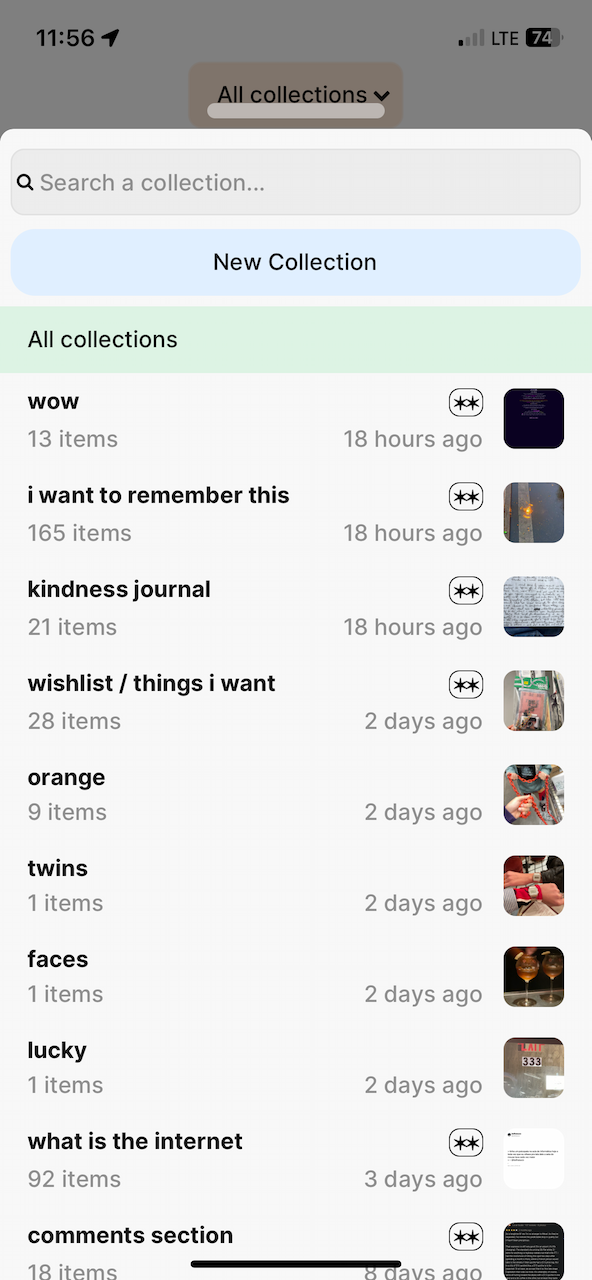 11:56
LTE 74
All collections
Search a collection...
New Collection
All collections
wow
13 items 18 hours ago
i want to remember this
165 items 18 hours ago
kindness journal
21 items 18 hours ago
wishlist / things i want
28 items 2 days ago
orange
9 items 2 days ago
twins
1 items 2 days ago
faces
1 items 2 days ago
lucky
1 items 2 days ago
EXIT
333
what is the internet
92 items 3 days ago
comments section
18 items 8 days ago